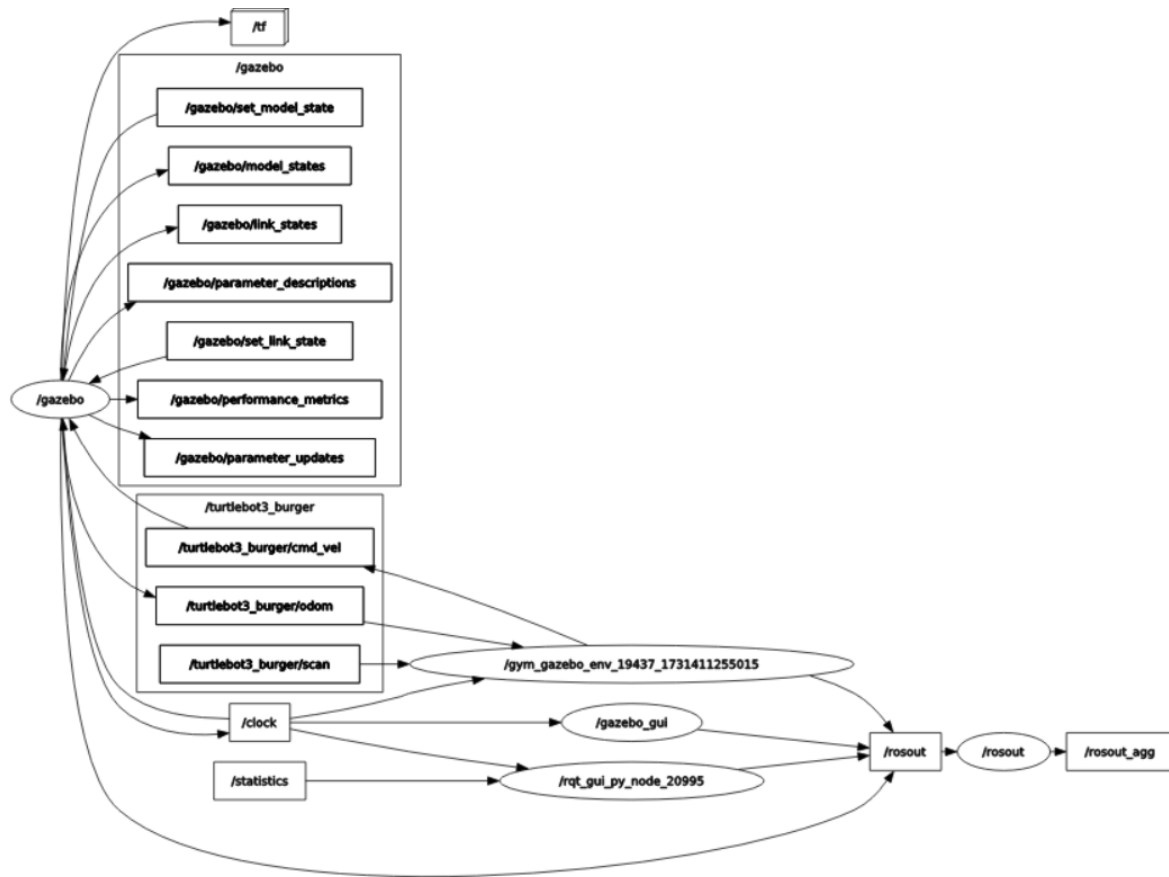 /tf
/gazebo
/gazebo/set_model_state
/gazebo/model_states
/gazebo/link_states
/gazebo/parameter_descriptions
/gazebo/set_link_state
/gazebo
/gazebo/performance_metrics
/gazebo/parameter_updates
/turtlebot3_burger
/turtlebot3_burger/cmd_vel
/turtlebot3_burger/odom
/turtlebot3_burger/scan
/gym_gazebo_env_19437_1731411255015
/clock
/gazebo_gui
/rosout
/rosout
/rosout_agg
/statistics
/rqt_gui_py_node_20995